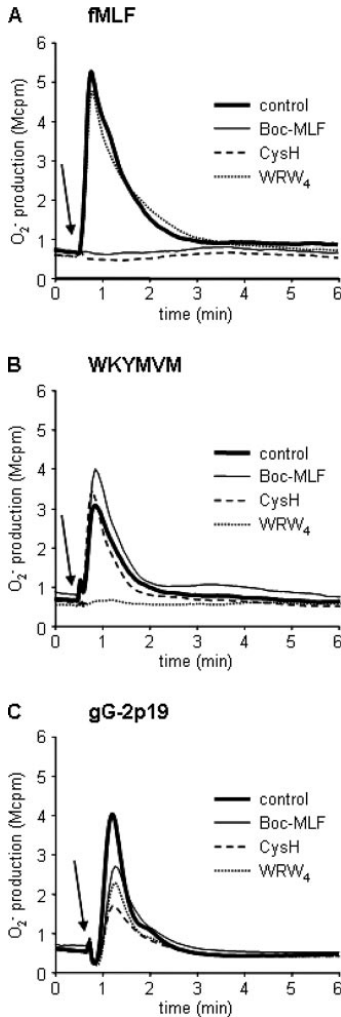 A fMLF
O₂⁻ production (Mcpm)
6
5
4
3
2
1
0
control
Boc-MLF
CysH
WRW₄
0 1 2 3 4 5 6
time (min)
B WKYMVM
O₂⁻ production (Mcpm)
6
5
4
3
2
1
0
control
Boc-MLF
CysH
WRW₄
0 1 2 3 4 5 6
time (min)
C gG-2p19
O₂⁻ production (Mcpm)
6
5
4
3
2
1
0
control
Boc-MLF
CysH
WRW₄
0 1 2 3 4 5 6
time (min)